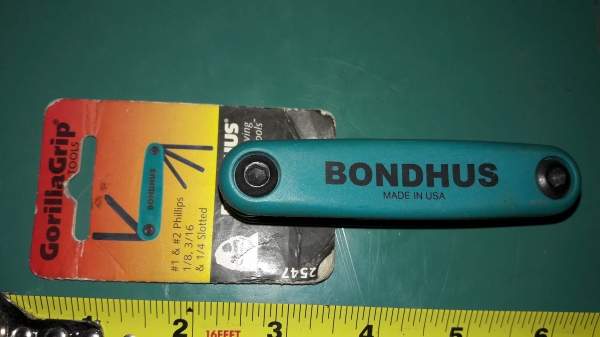 GorillaGrip
TOOLS
BONDHUS
#1 & #2 Phillips
1/8, 3/16
& 1/4 Slotted
2547
BONDHUS
MADE IN USA
1 2 3 4 5 6
16FEET